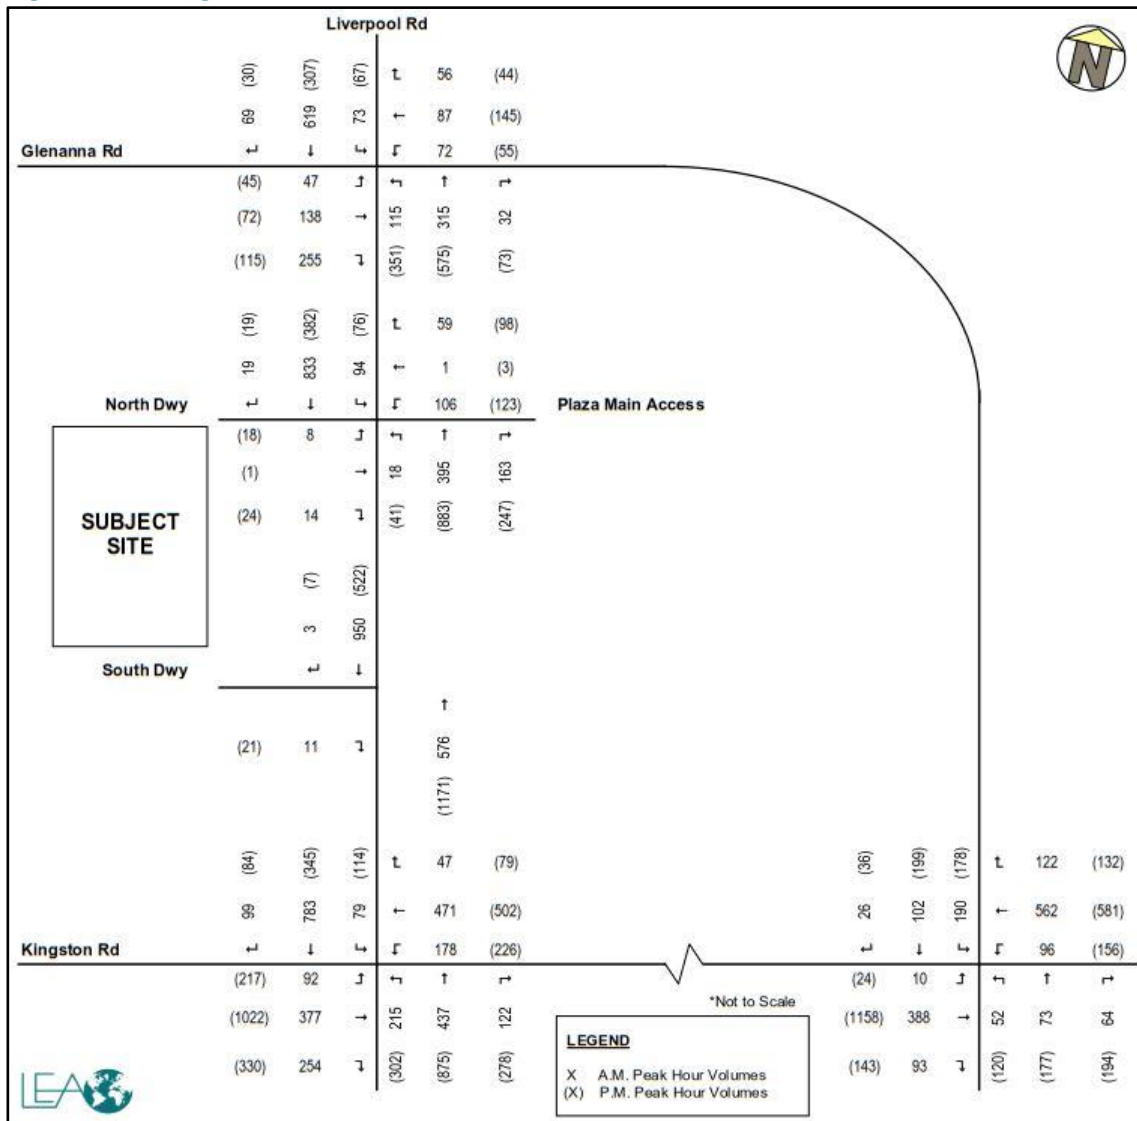 Liverpool Rd
N
(30) (307) (67) 56 (44)
69 619 73 87 (145)
Glenanna Rd 72 (55)
(45) 47
(72) 138 115 315 32
(115) 255 (351) (575) (73)
(19) (382) (76) 59 (98)
19 833 94 1 (3)
North Dwy 106 (123) Plaza Main Access
(18) 8
(1) 18 395 163
(24) 14 (41) (883) (247)
SUBJECT
SITE
(7) (522)
3 950
South Dwy
(21) 11 576
(1171)
(84) (345) (114) 47 (79) (36) (199) (178) 122 (132)
99 783 79 471 (502) 26 102 190 562 (581)
Kingston Rd 178 (226) 96 (156)
(217) 92 (24) 10
*Not to Scale
(1022) 377 215 437 122 (1158) 388 52 73 64
(330) 254 (302) (875) (278) (143) 93 (120) (177) (194)
LEGEND
X A.M. Peak Hour Volumes
(X) P.M. Peak Hour Volumes
LEA